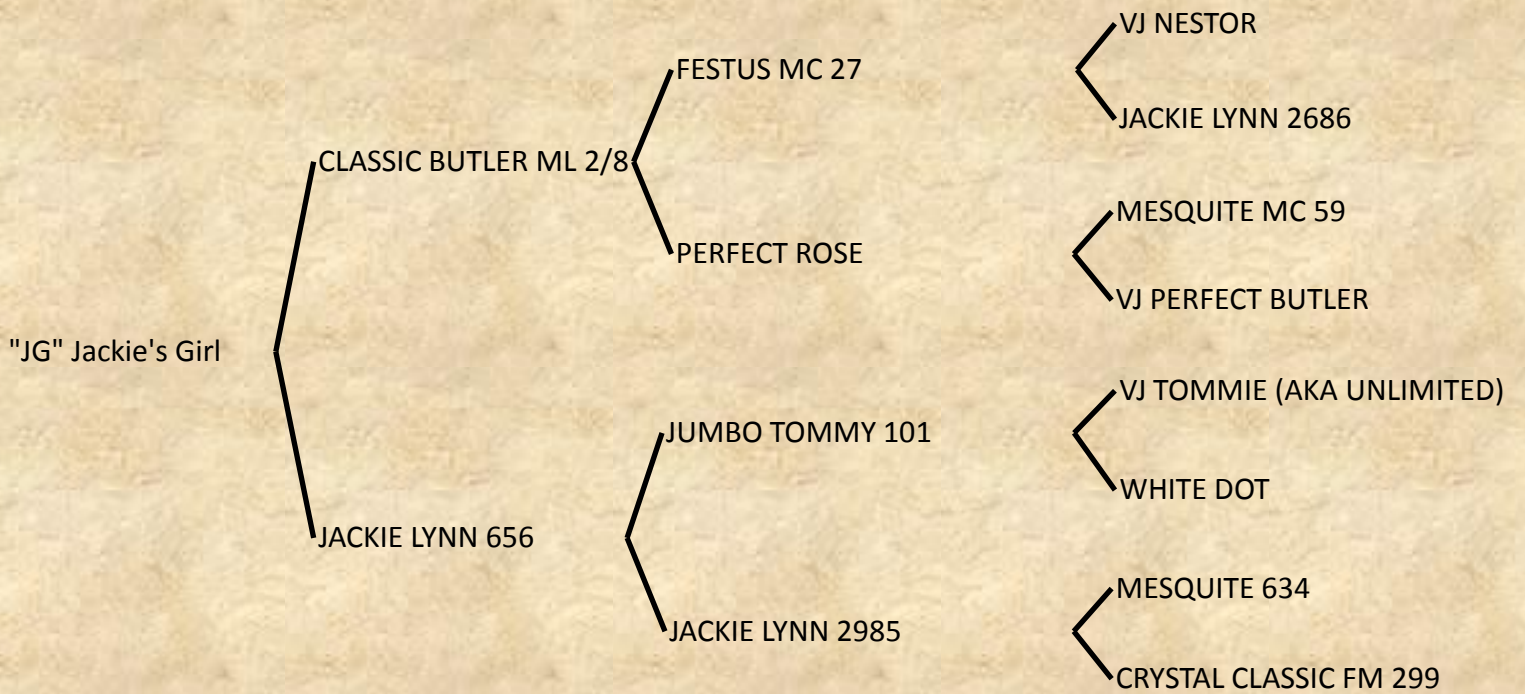 VJ NESTOR
FESTUS MC 27
JACKIE LYNN 2686
CLASSIC BUTLER ML 2/8
MESQUITE MC 59
PERFECT ROSE
VJ PERFECT BUTLER
"JG" Jackie's Girl
VJ TOMMIE (AKA UNLIMITED)
JUMBO TOMMY 101
WHITE DOT
JACKIE LYNN 656
MESQUITE 634
JACKIE LYNN 2985
CRYSTAL CLASSIC FM 299